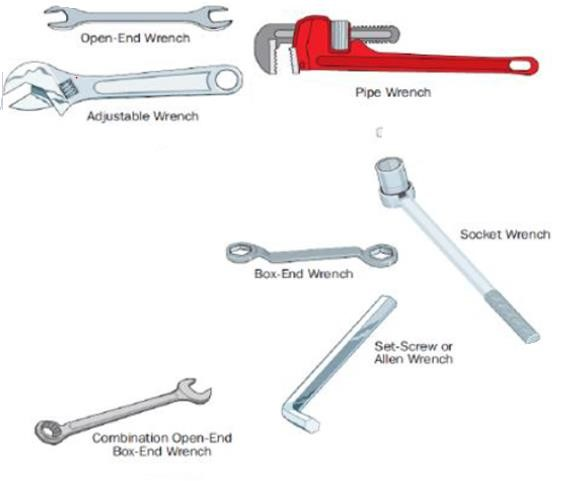 Open-End Wrench
Adjustable Wrench
Pipe Wrench
Socket Wrench
Box-End Wrench
Set-Screw or
Allen Wrench
Combination Open-End
Box-End Wrench